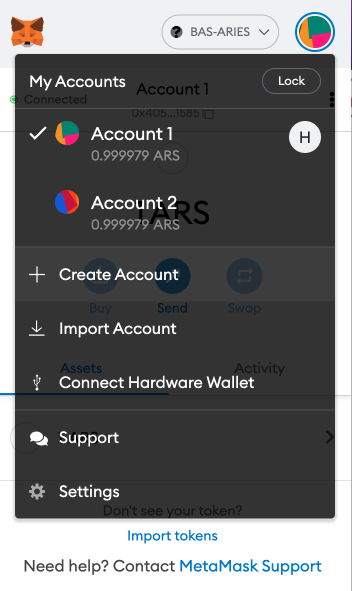 BAS-ARIES
My Accounts
Lock
Connected
Account 1
0x405...1585
Account 1
0.999979 ARS
H
Account 2
0.999979 ARS
1 ARS
Create Account
Buy
Send
Swap
Import Account
Assets
Activity
Connect Hardware Wallet
Support
Settings
Don't see your token?
Import tokens
Need help? Contact MetaMask Support